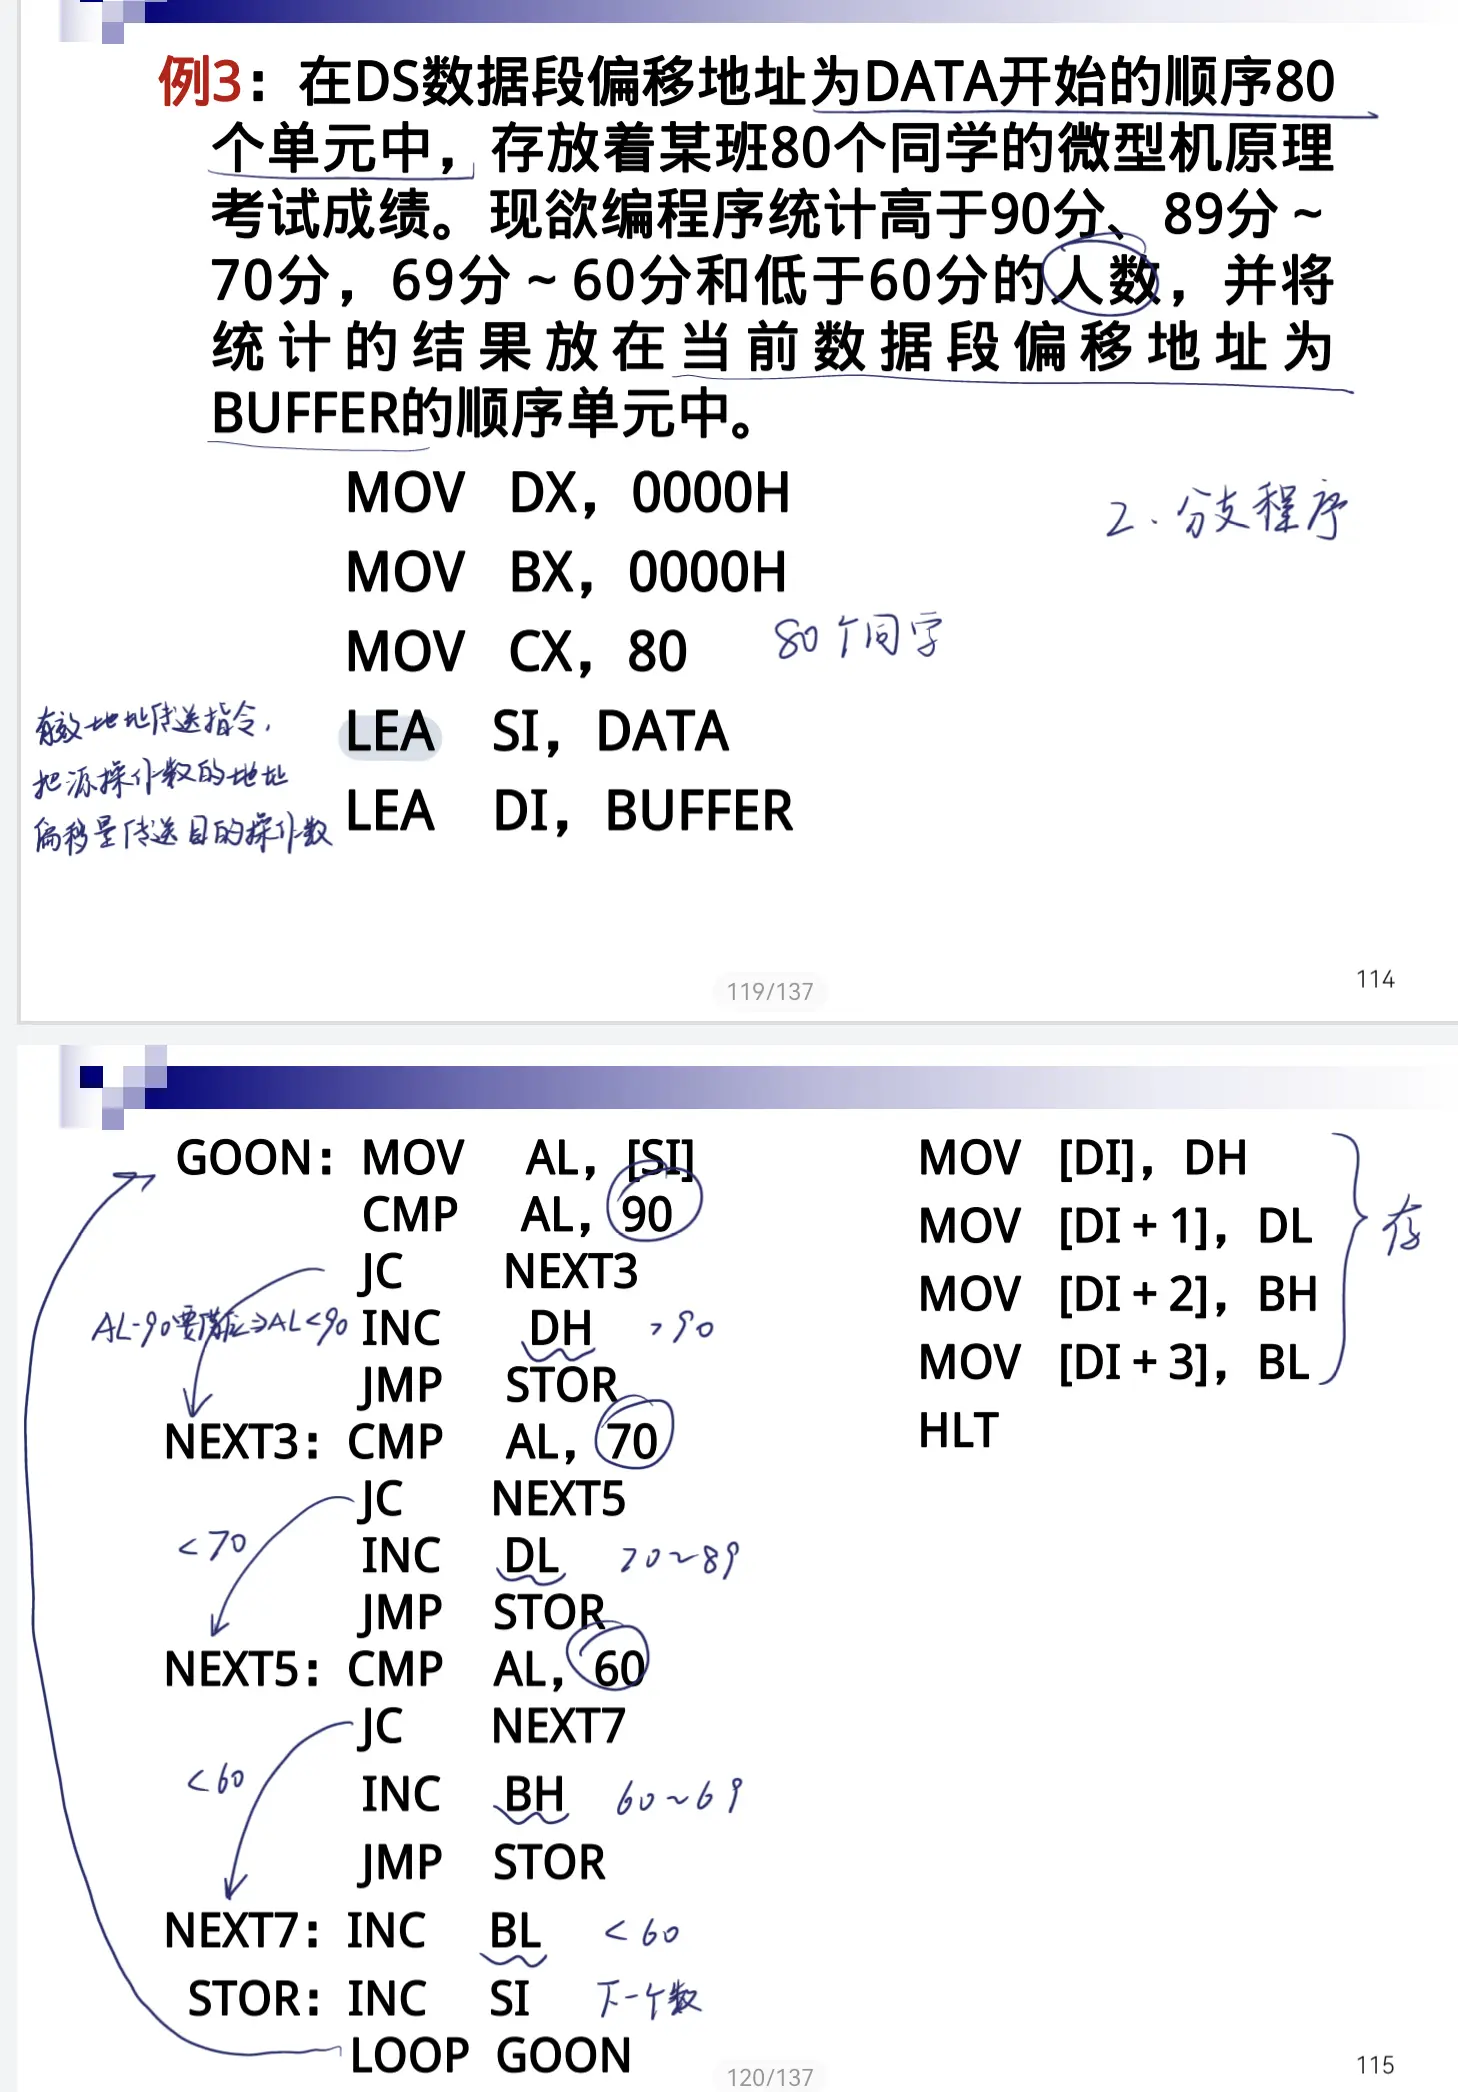 例3：在DS数据段偏移地址为DATA开始的顺序80
个单元中，存放着某班80个同学的微型机原理
考试成绩。现欲编程序统计高于90分、89分～
70分，69分～60分和低于60分的人数，并将
统计的结果放在当前数据段偏移地址为
BUFFER的顺序单元中。
MOV DX，0000H
2、分支程序
MOV BX，0000H
MOV CX，80 80个同学
有效地址传送指令，
把源操作数的地址
偏移量传送目的操作数
LEA SI，DATA
LEA DI，BUFFER
119/137
114
GOON：MOV AL，[SI]
CMP AL，90
JC NEXT3
AL-90要借位⇒AL<90
INC DH >90
JMP STOR
NEXT3：CMP AL，70
JC NEXT5
<70
INC DL 70~89
JMP STOR
NEXT5：CMP AL，60
JC NEXT7
<60
INC BH 60~69
JMP STOR
NEXT7：INC BL <60
STOR：INC SI 下一个数
LOOP GOON
MOV [DI]，DH
MOV [DI＋1]，DL
MOV [DI＋2]，BH
MOV [DI＋3]，BL
存
HLT
120/137
115